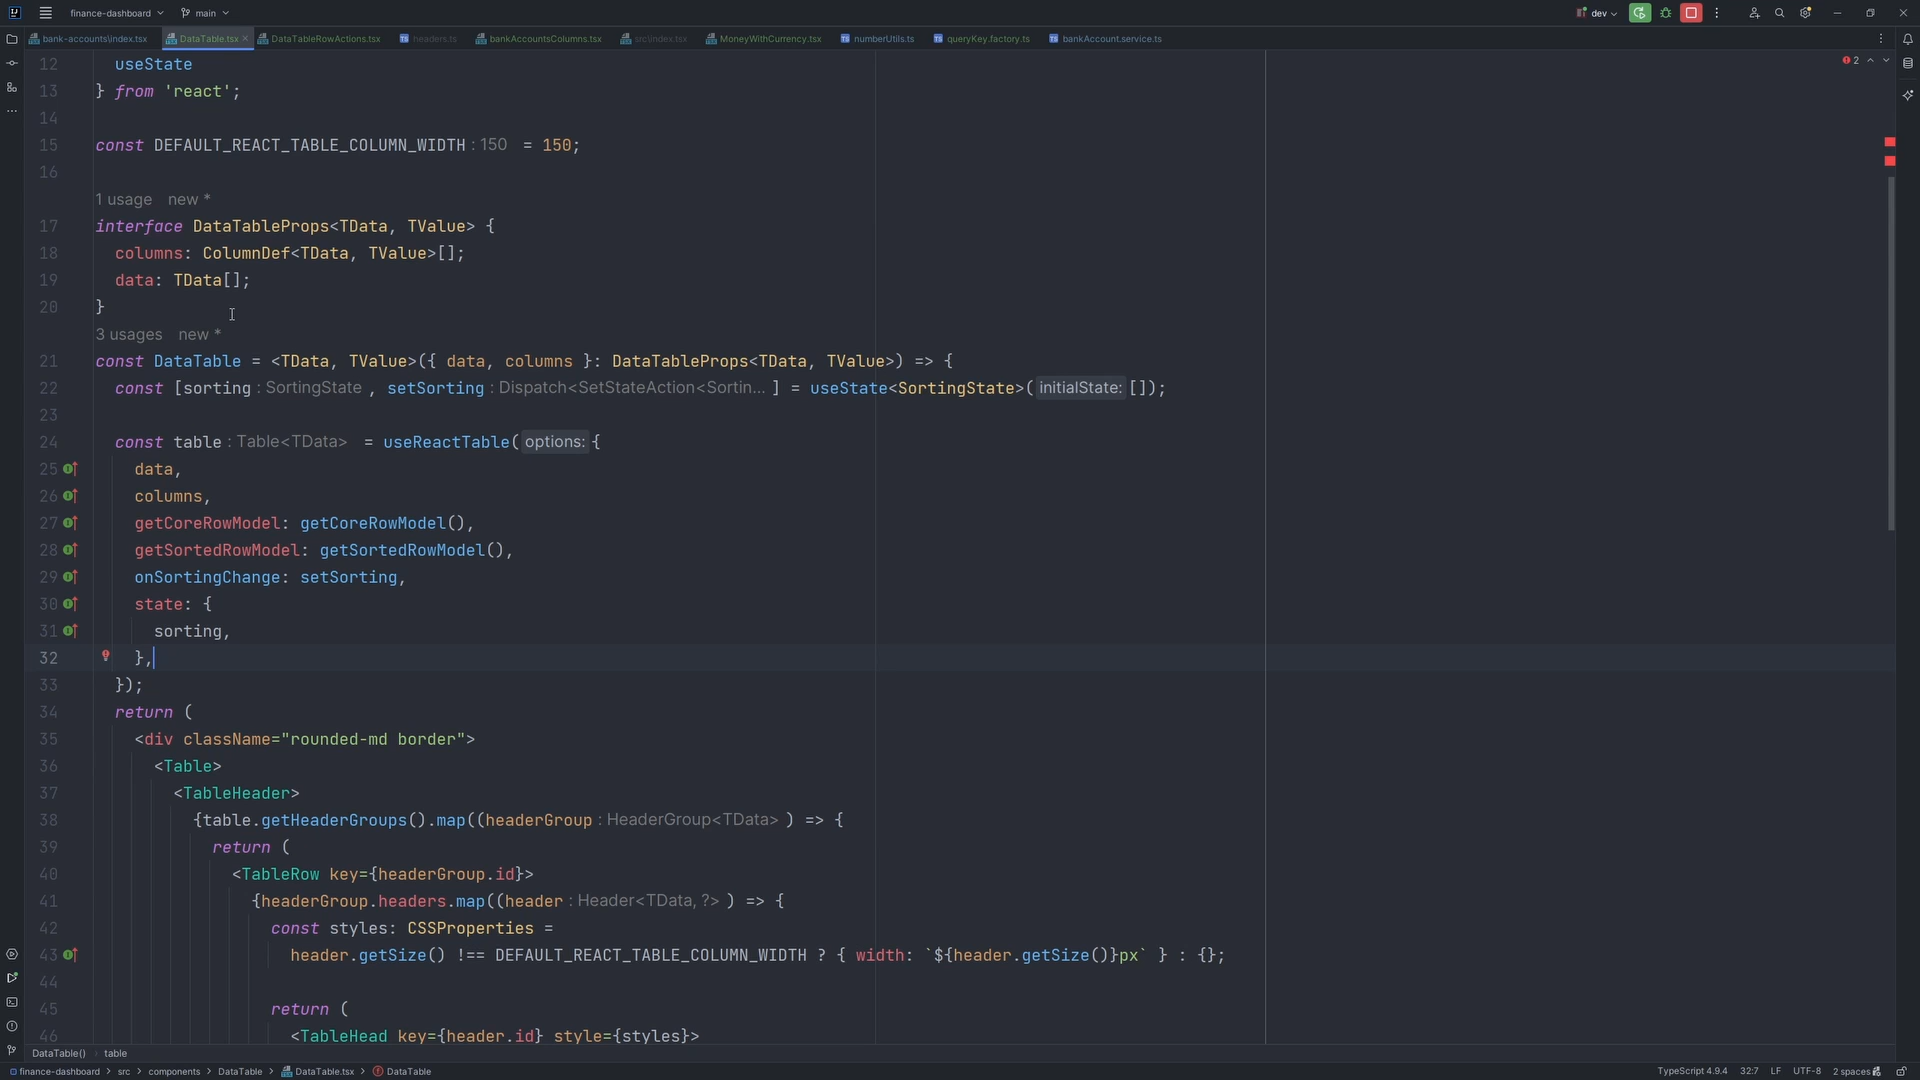 finance-dashboard main dev
bank-accounts\index.tsx DataTable.tsx DataTableRowActions.tsx headers.ts bankAccountsColumns.tsx src\index.tsx MoneyWithCurrency.tsx numberUtils.ts queryKey.factory.ts bankAccount.service.ts
12 useState 2
13 } from 'react';
14
15 const DEFAULT_REACT_TABLE_COLUMN_WIDTH : 150 = 150;
16
1 usage new *
17 interface DataTableProps<TData, TValue> {
18 columns: ColumnDef<TData, TValue>[];
19 data: TData[];
20 }
3 usages new *
21 const DataTable = <TData, TValue>({ data, columns }: DataTableProps<TData, TValue>) => {
22 const [sorting : SortingState , setSorting : Dispatch<SetStateAction<Sortin... ] = useState<SortingState>( initialState: []);
23
24 const table : Table<TData> = useReactTable( options: {
25 data,
26 columns,
27 getCoreRowModel: getCoreRowModel(),
28 getSortedRowModel: getSortedRowModel(),
29 onSortingChange: setSorting,
30 state: {
31 sorting,
32 },
33 });
34 return (
35 <div className="rounded-md border">
36 <Table>
37 <TableHeader>
38 {table.getHeaderGroups().map((headerGroup : HeaderGroup<TData> ) => {
39 return (
40 <TableRow key={headerGroup.id}>
41 {headerGroup.headers.map((header : Header<TData, ?> ) => {
42 const styles: CSSProperties =
43 header.getSize() !== DEFAULT_REACT_TABLE_COLUMN_WIDTH ? { width: `${header.getSize()}px` } : {};
44
45 return (
46 <TableHead key={header.id} style={styles}>
DataTable() › table
finance-dashboard › src › components › DataTable › DataTable.tsx › DataTable TypeScript 4.9.4 32:7 LF UTF-8 2 spaces